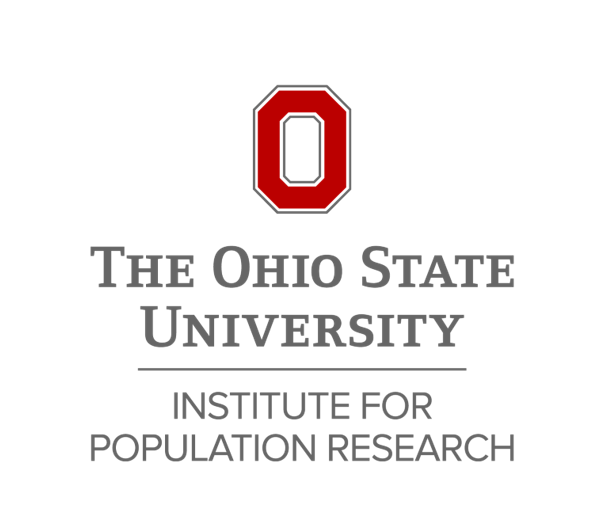 THE OHIO STATE
UNIVERSITY
INSTITUTE FOR
POPULATION RESEARCH